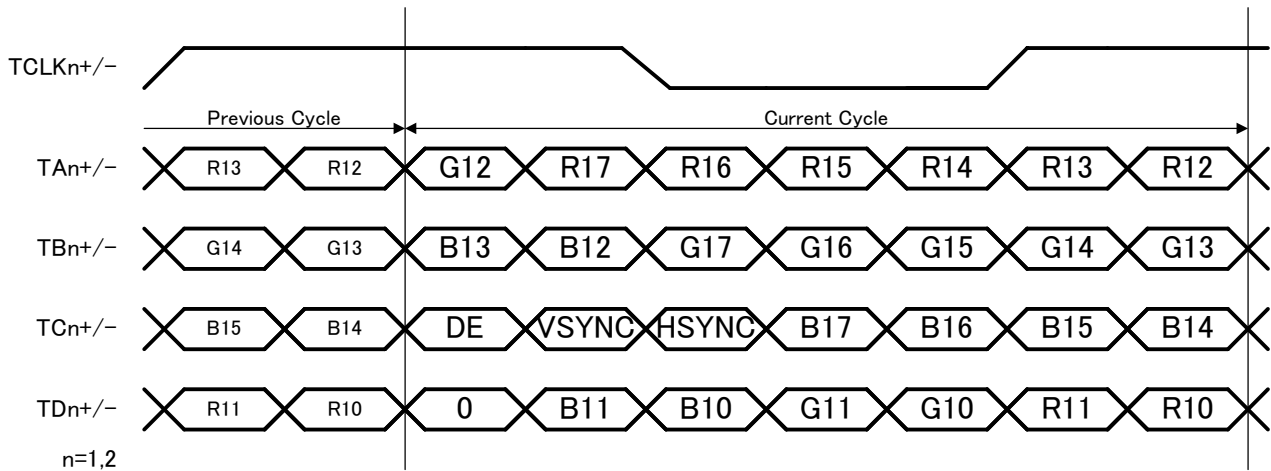 TCLKn+/-
Previous Cycle Current Cycle
TAn+/- R13 R12 G12 R17 R16 R15 R14 R13 R12
TBn+/- G14 G13 B13 B12 G17 G16 G15 G14 G13
TCn+/- B15 B14 DE VSYNC HSYNC B17 B16 B15 B14
TDn+/- R11 R10 0 B11 B10 G11 G10 R11 R10
n=1,2